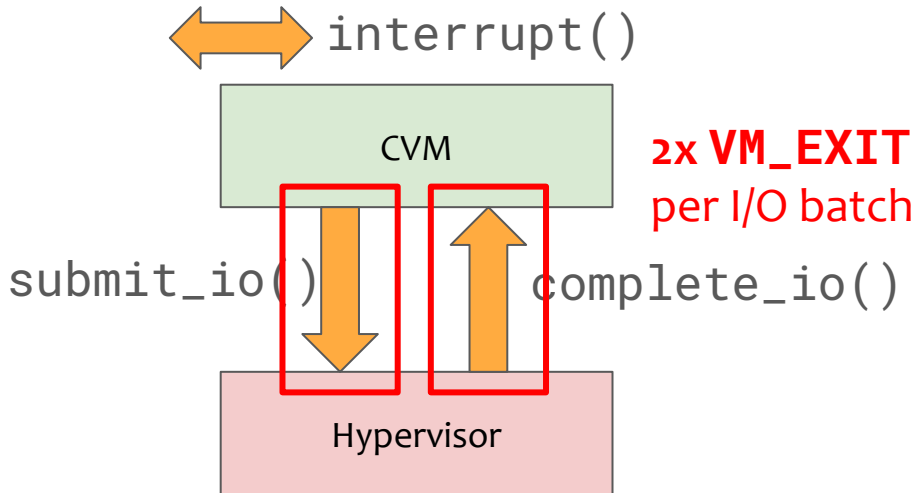 interrupt()
CVM
2x VM_EXIT
per I/O batch
submit_io()
complete_io()
Hypervisor